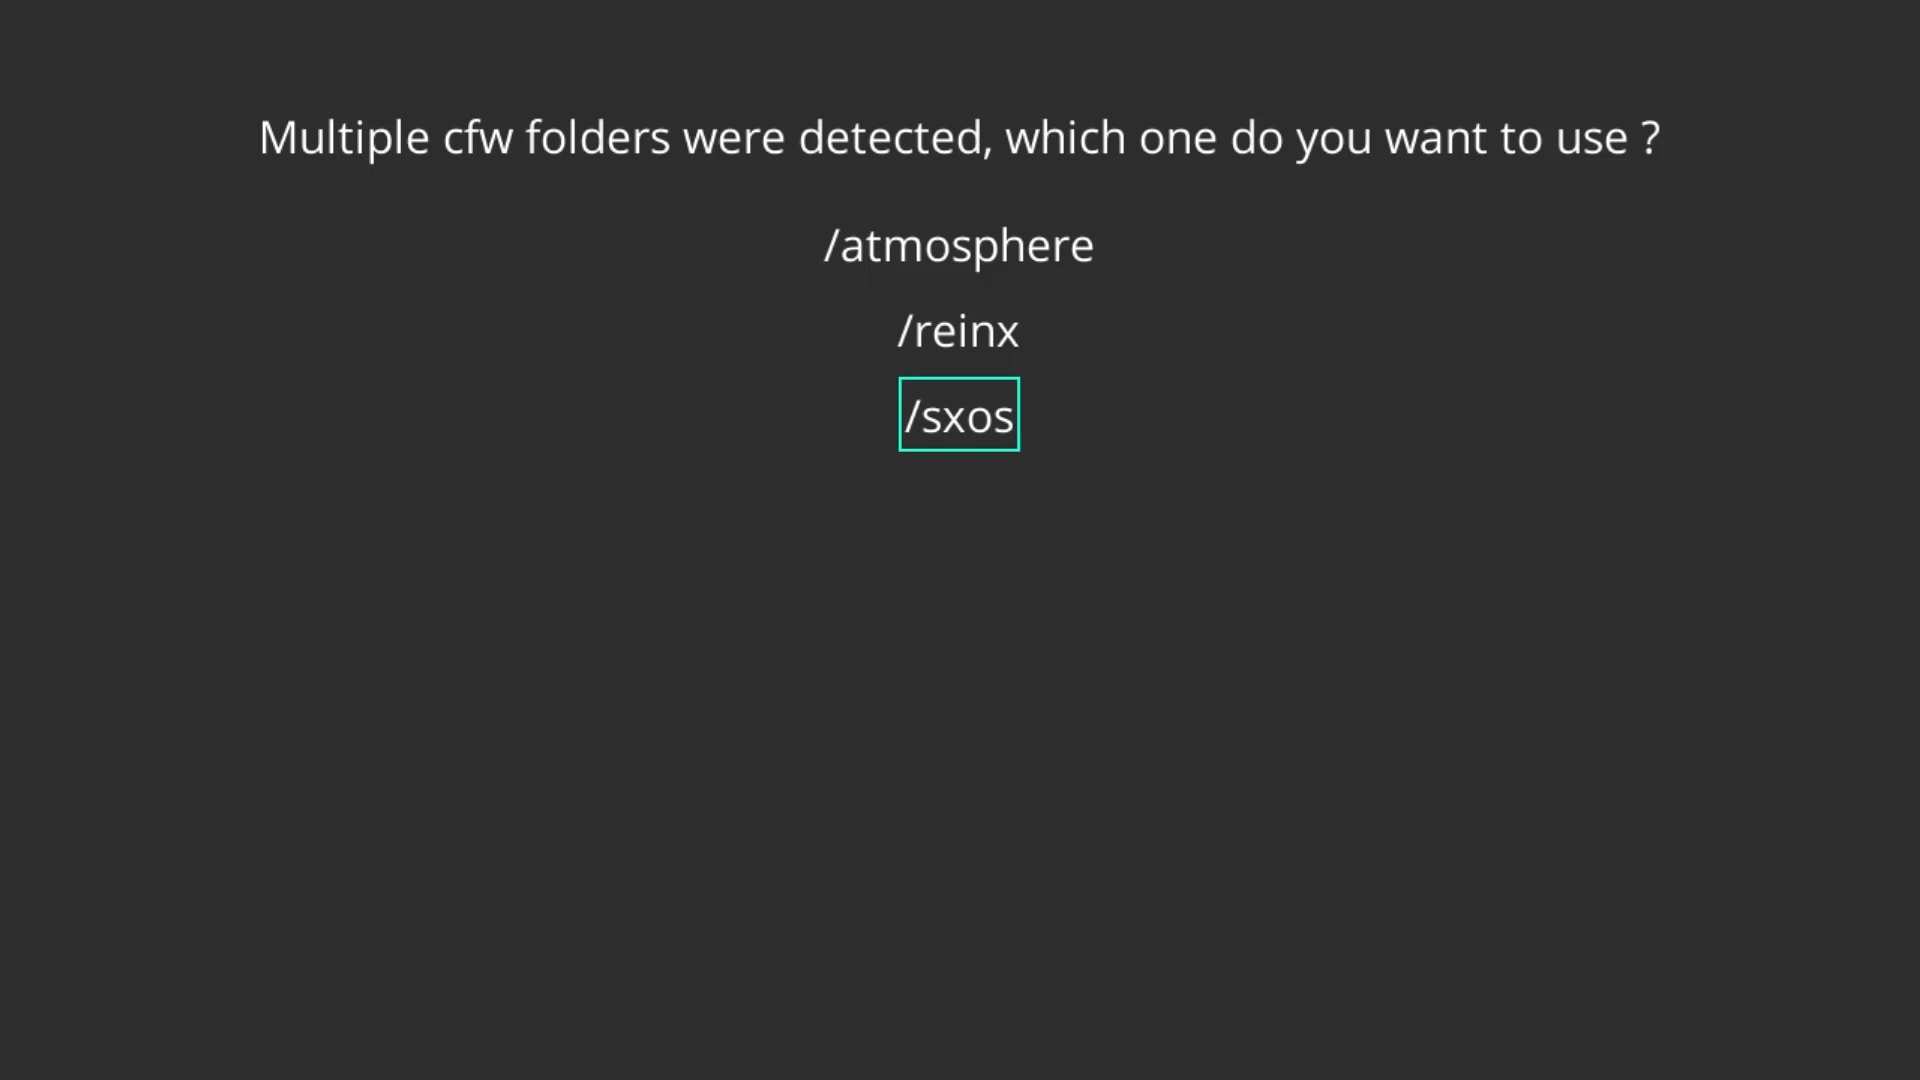 Multiple cfw folders were detected, which one do you want to use ?
/atmosphere
/reinx
/sxos